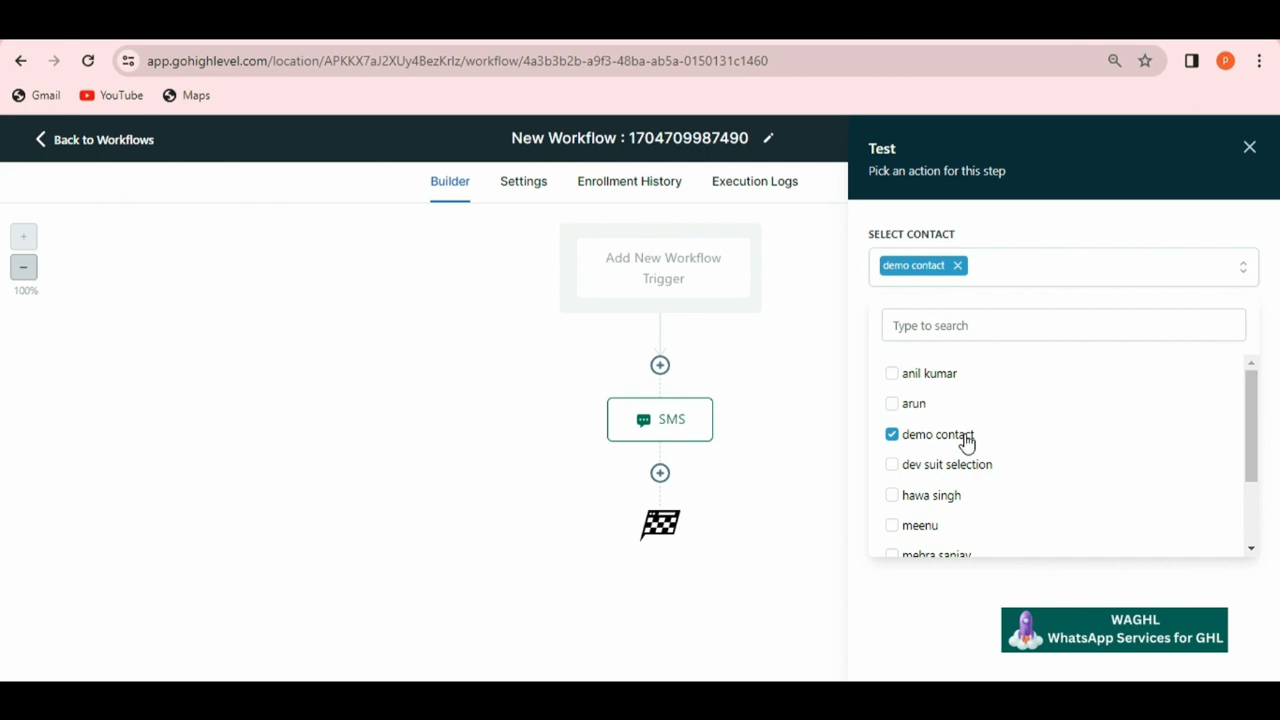 app.gohighlevel.com/location/APKKX7aJ2XUy4BezKrIz/workflow/4a3b3b2b-a9f3-48ba-ab5a-0150131c1460
P
Gmail
YouTube
Maps
Back to Workflows
New Workflow : 1704709987490
Test
Pick an action for this step
Builder
Settings
Enrollment History
Execution Logs
+
−
100%
Add New Workflow
Trigger
SMS
SELECT CONTACT
demo contact
Type to search
anil kumar
arun
demo contact
dev suit selection
hawa singh
meenu
mehra sanjay
WAGHL
WhatsApp Services for GHL